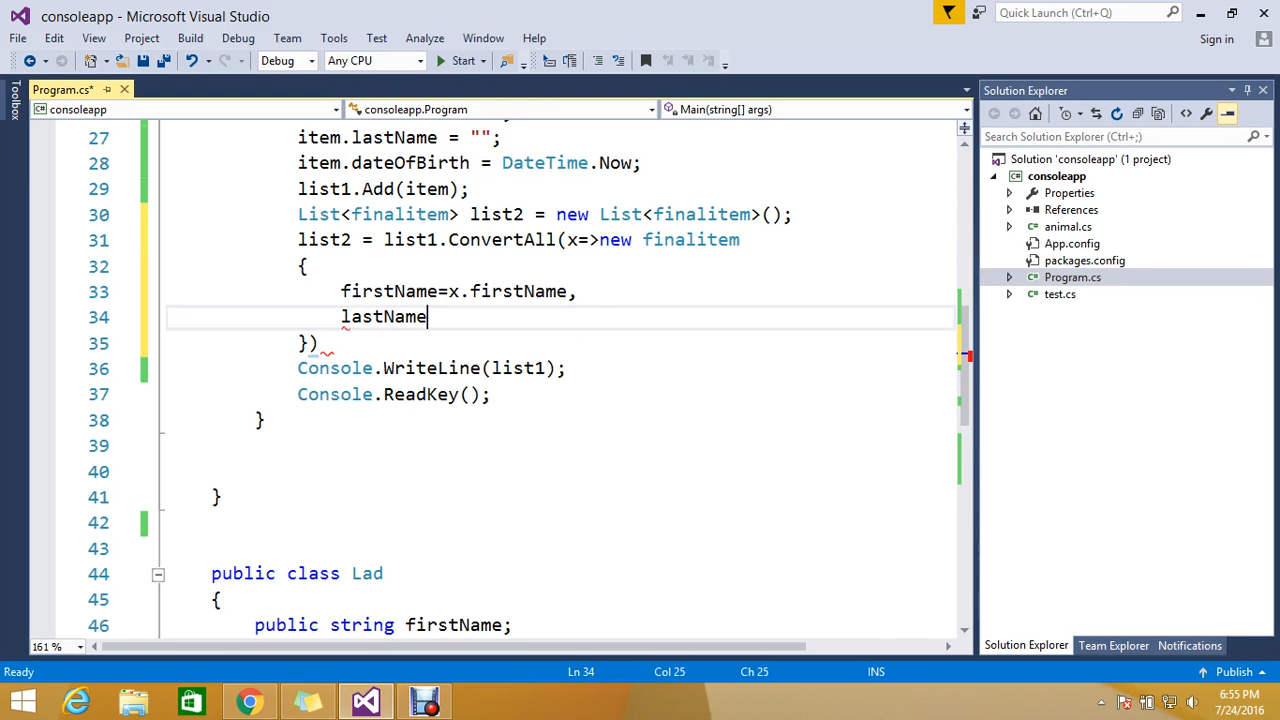 consoleapp - Microsoft Visual Studio
Quick Launch (Ctrl+Q)
File Edit View Project Build Debug Team Tools Test Analyze Window Help
Sign in
Debug Any CPU Start
Toolbox
Program.cs*
consoleapp consoleapp.Program Main(string[] args)
27 item.lastName = "";
28 item.dateOfBirth = DateTime.Now;
29 list1.Add(item);
30 List<finalitem> list2 = new List<finalitem>();
31 list2 = list1.ConvertAll(x=>new finalitem
32 {
33 firstName=x.firstName,
34 lastName
35 })
36 Console.WriteLine(list1);
37 Console.ReadKey();
38 }
39
40
41 }
42
43
44 public class Lad
45 {
46 public string firstName;
161 %
Solution Explorer
Search Solution Explorer (Ctrl+;)
Solution 'consoleapp' (1 project)
consoleapp
Properties
References
animal.cs
App.config
packages.config
Program.cs
test.cs
Solution Explorer Team Explorer Notifications
Ready Ln 34 Col 25 Ch 25 INS Publish
6:55 PM
7/24/2016